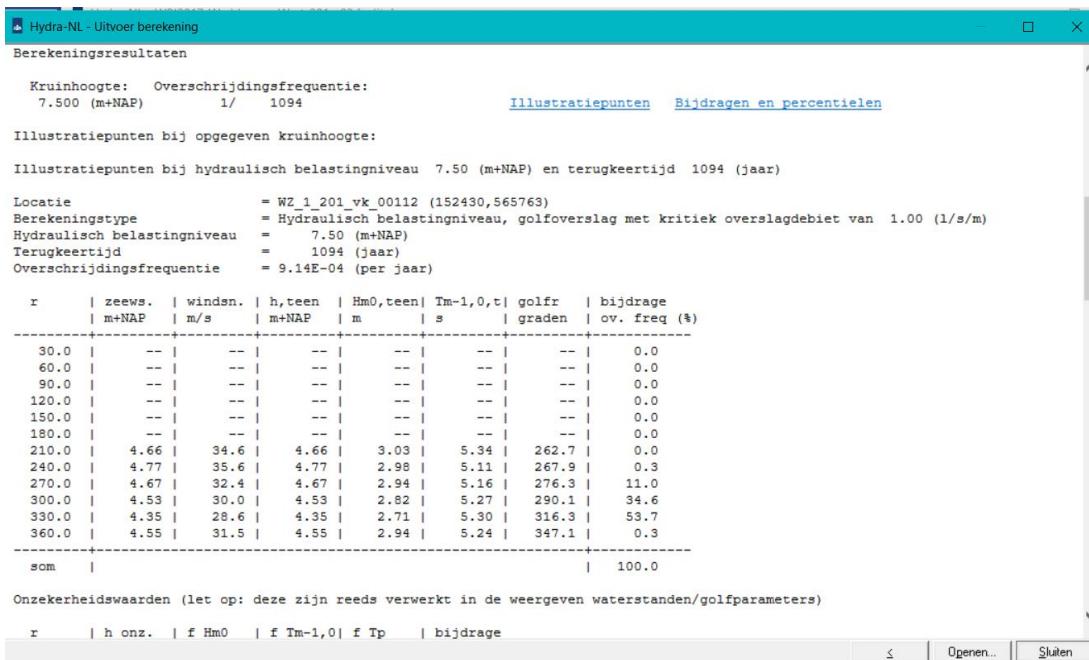 Hydra-NL - Uitvoer berekening
Berekeningsresultaten
Kruinhoogte: Overschrijdingsfrequentie:
7.500 (m+NAP) 1/ 1094 Illustratiepunten Bijdragen en percentielen
Illustratiepunten bij opgegeven kruinhoogte:
Illustratiepunten bij hydraulisch belastingniveau 7.50 (m+NAP) en terugkeertijd 1094 (jaar)
Locatie = WZ_1_201_vk_00112 (152430,565763)
Berekeningstype = Hydraulisch belastingniveau, golfoverslag met kritiek overslagdebiet van 1.00 (l/s/m)
Hydraulisch belastingniveau = 7.50 (m+NAP)
Terugkeertijd = 1094 (jaar)
Overschrijdingsfrequentie = 9.14E-04 (per jaar)
r | zeews. | windsn. | h,teen | Hm0,teen| Tm-1,0,t| golfr | bijdrage
| m+NAP | m/s | m+NAP | m | s | graden | ov. freq (%)
---------+---------+---------+---------+---------+---------+---------+------------
30.0 | -- | -- | -- | -- | -- | -- | 0.0
60.0 | -- | -- | -- | -- | -- | -- | 0.0
90.0 | -- | -- | -- | -- | -- | -- | 0.0
120.0 | -- | -- | -- | -- | -- | -- | 0.0
150.0 | -- | -- | -- | -- | -- | -- | 0.0
180.0 | -- | -- | -- | -- | -- | -- | 0.0
210.0 | 4.66 | 34.6 | 4.66 | 3.03 | 5.34 | 262.7 | 0.0
240.0 | 4.77 | 35.6 | 4.77 | 2.98 | 5.11 | 267.9 | 0.3
270.0 | 4.67 | 32.4 | 4.67 | 2.94 | 5.16 | 276.3 | 11.0
300.0 | 4.53 | 30.0 | 4.53 | 2.82 | 5.27 | 290.1 | 34.6
330.0 | 4.35 | 28.6 | 4.35 | 2.71 | 5.30 | 316.3 | 53.7
360.0 | 4.55 | 31.5 | 4.55 | 2.94 | 5.24 | 347.1 | 0.3
---------+-----------------------------------------------------------+------------
som | | 100.0
Onzekerheidswaarden (let op: deze zijn reeds verwerkt in de weergeven waterstanden/golfparameters)
r | h onz. | f Hm0 | f Tm-1,0| f Tp | bijdrage
< Openen... Sluiten